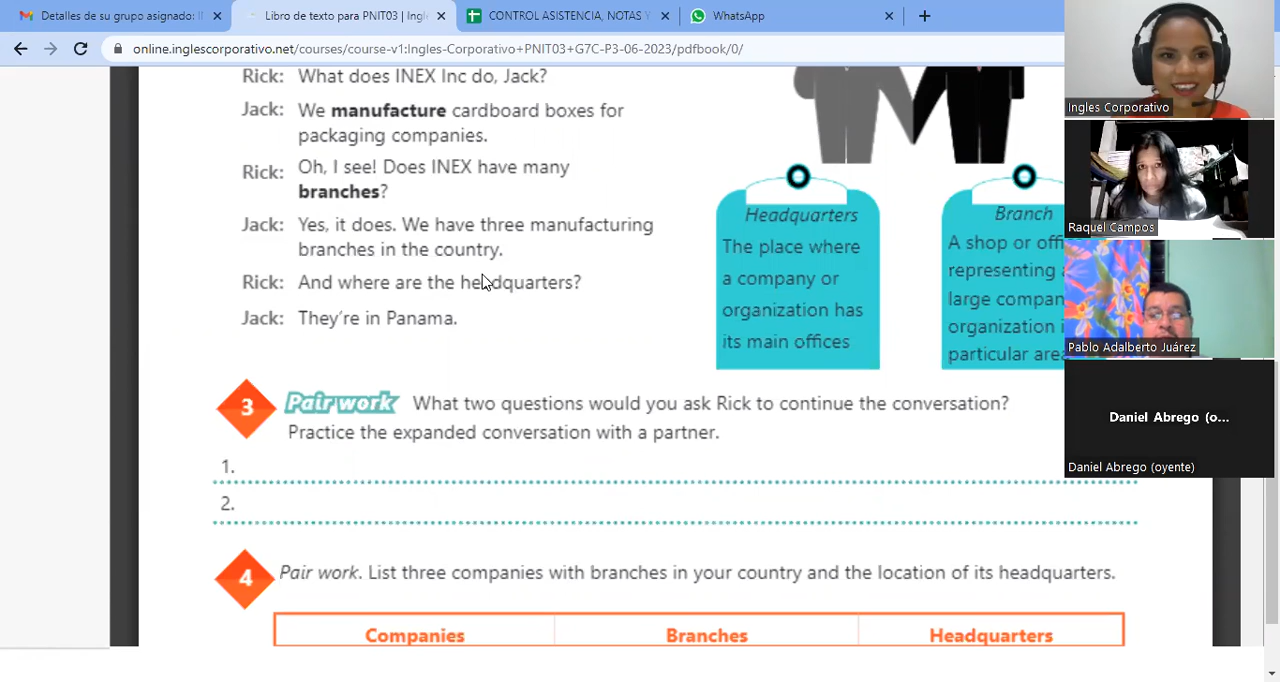 Detalles de su grupo asignado: I
Libro de texto para PNIT03 | Ingl
CONTROL ASISTENCIA, NOTAS Y
WhatsApp
online.inglescorporativo.net/courses/course-v1:Ingles-Corporativo+PNIT03+G7C-P3-06-2023/pdfbook/0/
Rick: What does INEX Inc do, Jack?
Jack: We manufacture cardboard boxes for
packaging companies.
Rick: Oh, I see! Does INEX have many
branches?
Jack: Yes, it does. We have three manufacturing
branches in the country.
Rick: And where are the headquarters?
Jack: They're in Panama.
Headquarters
The place where
a company or
organization has
its main offices
Branch
A shop or offi
representing a
large compan
organization i
particular area
3 Pair work What two questions would you ask Rick to continue the conversation?
Practice the expanded conversation with a partner.
1.
2.
4 Pair work. List three companies with branches in your country and the location of its headquarters.
Companies Branches Headquarters
Ingles Corporativo
Raquel Campos
Pablo Adalberto Juárez
Daniel Abrego (o...
Daniel Abrego (oyente)